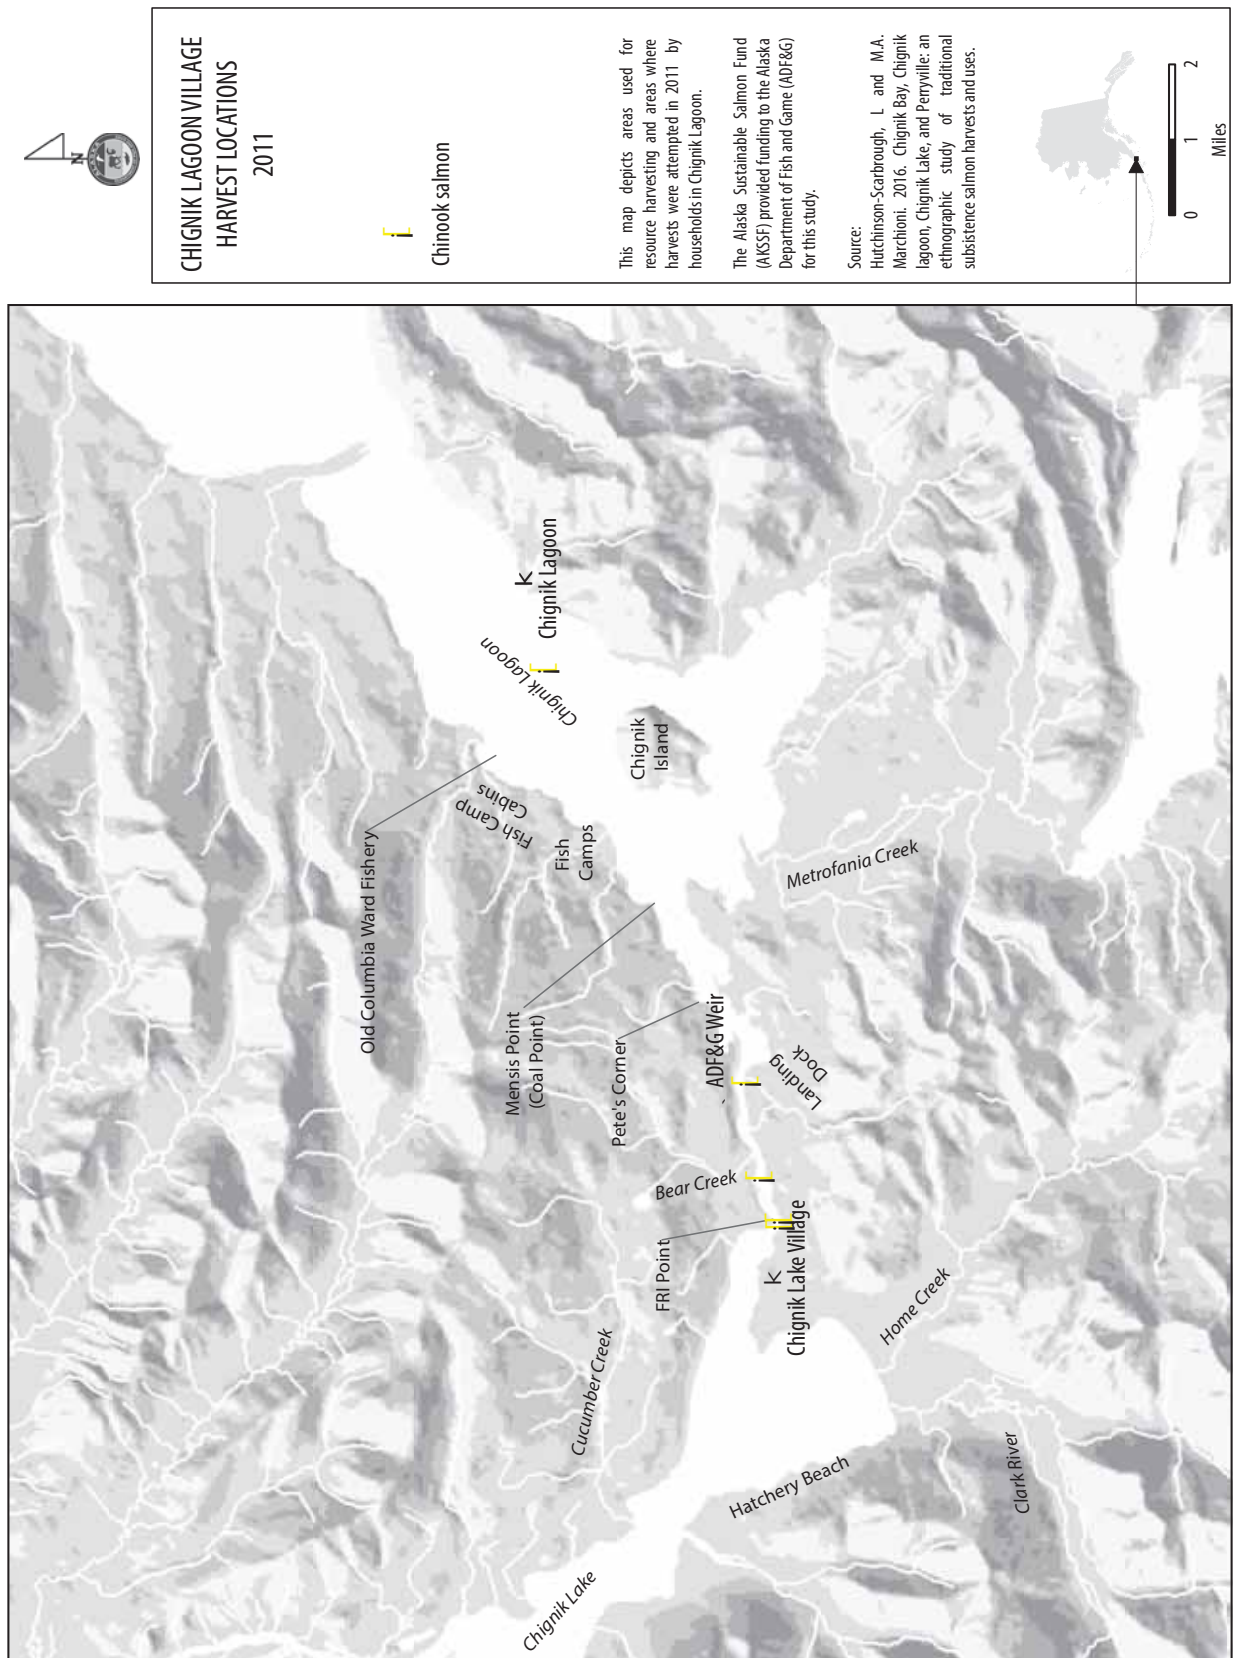 CHIGNIK LAGOON VILLAGE
HARVEST LOCATIONS
2011
N
Chinook salmon
This map depicts areas used for
resource harvesting and areas where
harvests were attempted in 2011 by
households in Chignik Lagoon.
The Alaska Sustainable Salmon Fund
(AKSSF) provided funding to the Alaska
Department of Fish and Game (ADF&G)
for this study.
Source:
Hutchinson-Scarbrough, L and M.A.
Marchioni. 2016. Chignik Bay, Chignik
lagoon, Chignik Lake, and Perryville: an
ethnographic study of traditional
subsistence salmon harvests and uses.
0 1 2
Miles
Old Columbia Ward Fishery
Fish Camp
Cabins
Fish
Camps
Chignik Lagoon
k
Chignik Lagoon
Chignik
Island
Mensis Point
(Coal Point)
Pete's Corner
ADF&G Weir
Landing
Dock
Metrofania Creek
Bear Creek
FRI Point
k
Chignik Lake Village
Cucumber Creek
Home Creek
Hatchery Beach
Clark River
Chignik Lake